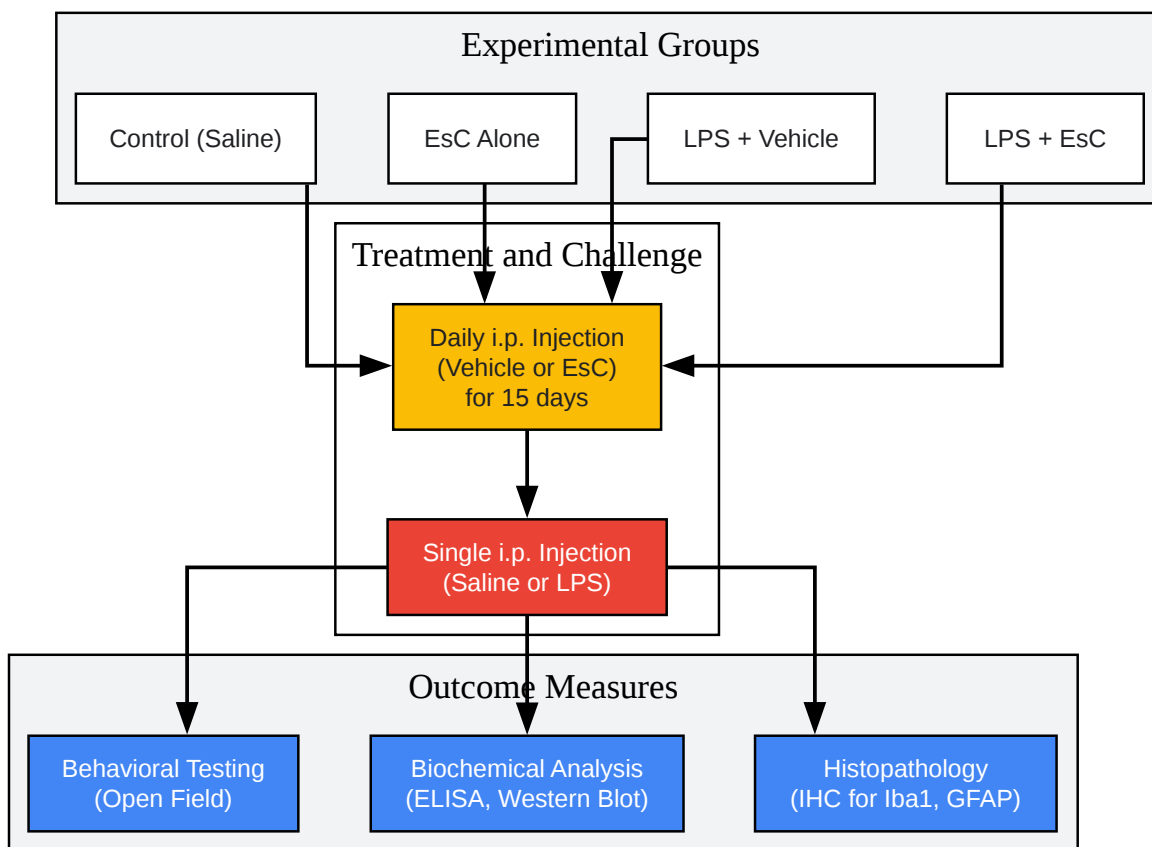 Experimental Groups
Control (Saline)
EsC Alone
LPS + Vehicle
LPS + EsC
Treatment and Challenge
Daily i.p. Injection
(Vehicle or EsC)
for 15 days
Single i.p. Injection
(Saline or LPS)
Outcome Measures
Behavioral Testing
(Open Field)
Biochemical Analysis
(ELISA, Western Blot)
Histopathology
(IHC for Iba1, GFAP)